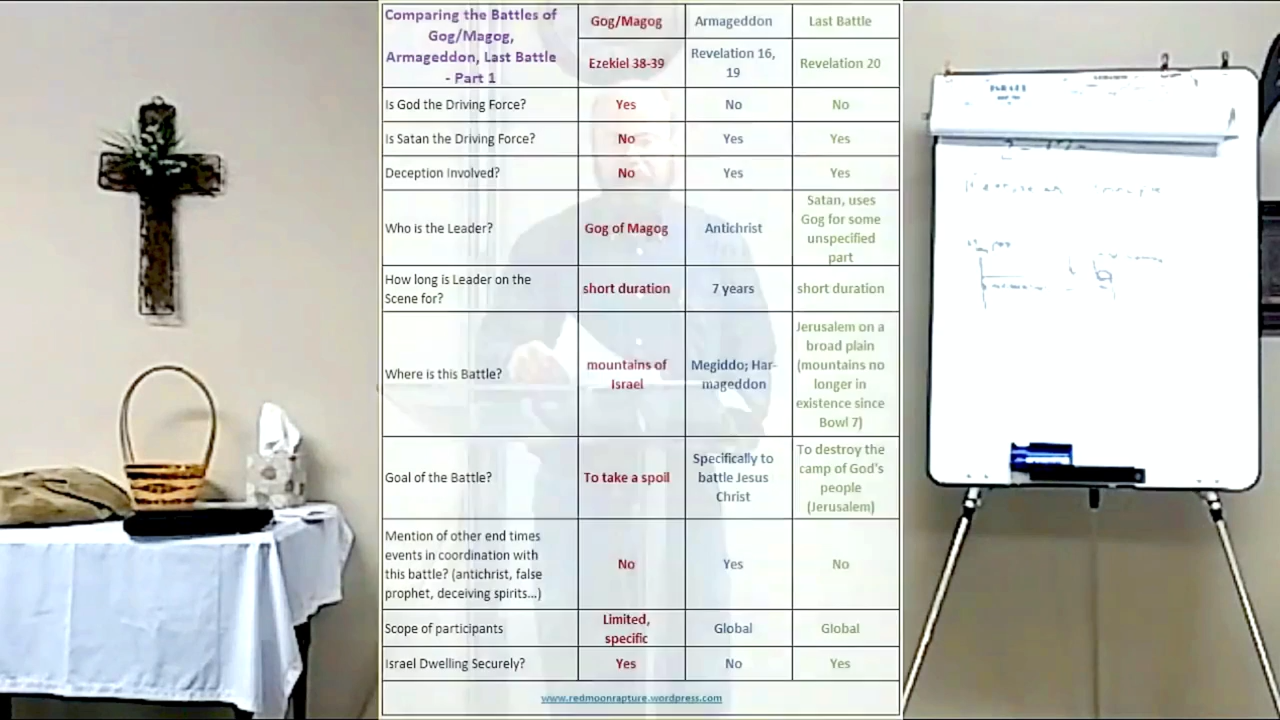 Comparing the Battles of
Gog/Magog,
Armageddon, Last Battle
- Part 1
Gog/Magog
Armageddon
Last Battle
Ezekiel 38-39
Revelation 16,
19
Revelation 20
Is God the Driving Force?
Yes
No
No
Is Satan the Driving Force?
No
Yes
Yes
Deception Involved?
No
Yes
Yes
Who is the Leader?
Gog of Magog
Antichrist
Satan, uses
Gog for some
unspecified
part
How long is Leader on the
Scene for?
short duration
7 years
short duration
Where is this Battle?
mountains of
Israel
Megiddo; Har-
mageddon
Jerusalem on a
broad plain
(mountains no
longer in
existence since
Bowl 7)
Goal of the Battle?
To take a spoil
Specifically to
battle Jesus
Christ
To destroy the
camp of God's
people
(Jerusalem)
Mention of other end times
events in coordination with
this battle? (antichrist, false
prophet, deceiving spirits...)
No
Yes
No
Scope of participants
Limited,
specific
Global
Global
Israel Dwelling Securely?
Yes
No
Yes
www.redmoonrapture.wordpress.com
ISRAEL